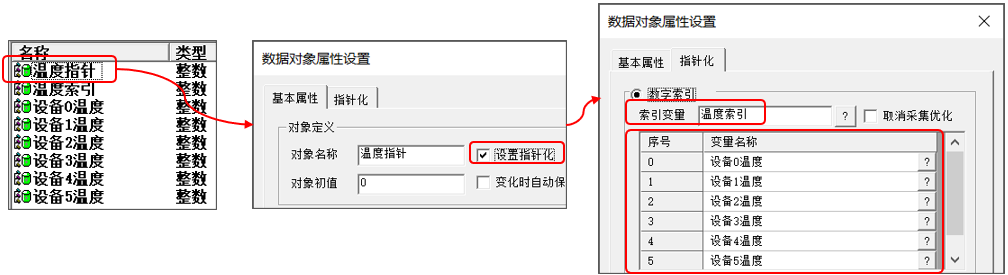 名称 类型
温度指针 整数
温度索引 整数
设备0温度 整数
设备1温度 整数
设备2温度 整数
设备3温度 整数
设备4温度 整数
设备5温度 整数
数据对象属性设置
基本属性 指针化
对象定义
对象名称 温度指针 设置指针化
对象初值 0 变化时自动保
数据对象属性设置
基本属性 指针化
数字索引
索引变量 温度索引 ? 取消采集优化
序号 变量名称
0 设备0温度 ?
1 设备1温度 ?
2 设备2温度 ?
3 设备3温度 ?
4 设备4温度 ?
5 设备5温度 ?